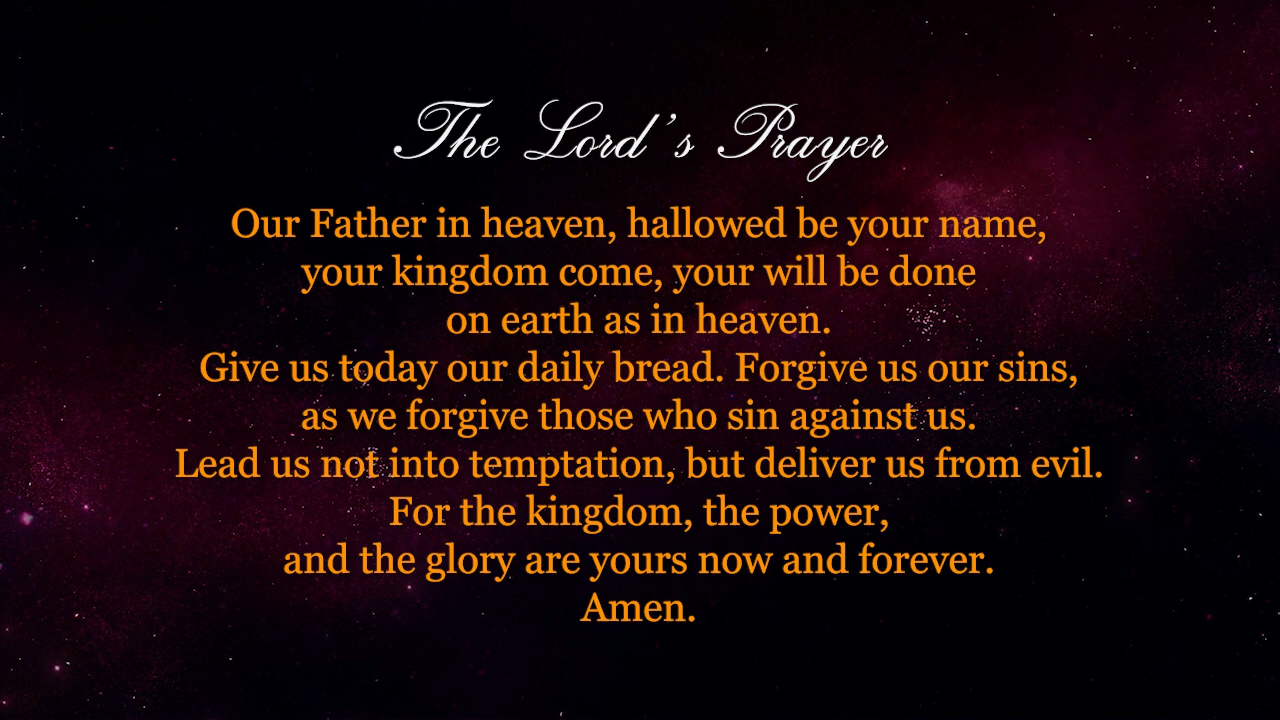 The Lord's Prayer
Our Father in heaven, hallowed be your name,
your kingdom come, your will be done
on earth as in heaven.
Give us today our daily bread. Forgive us our sins,
as we forgive those who sin against us.
Lead us not into temptation, but deliver us from evil.
For the kingdom, the power,
and the glory are yours now and forever.
Amen.